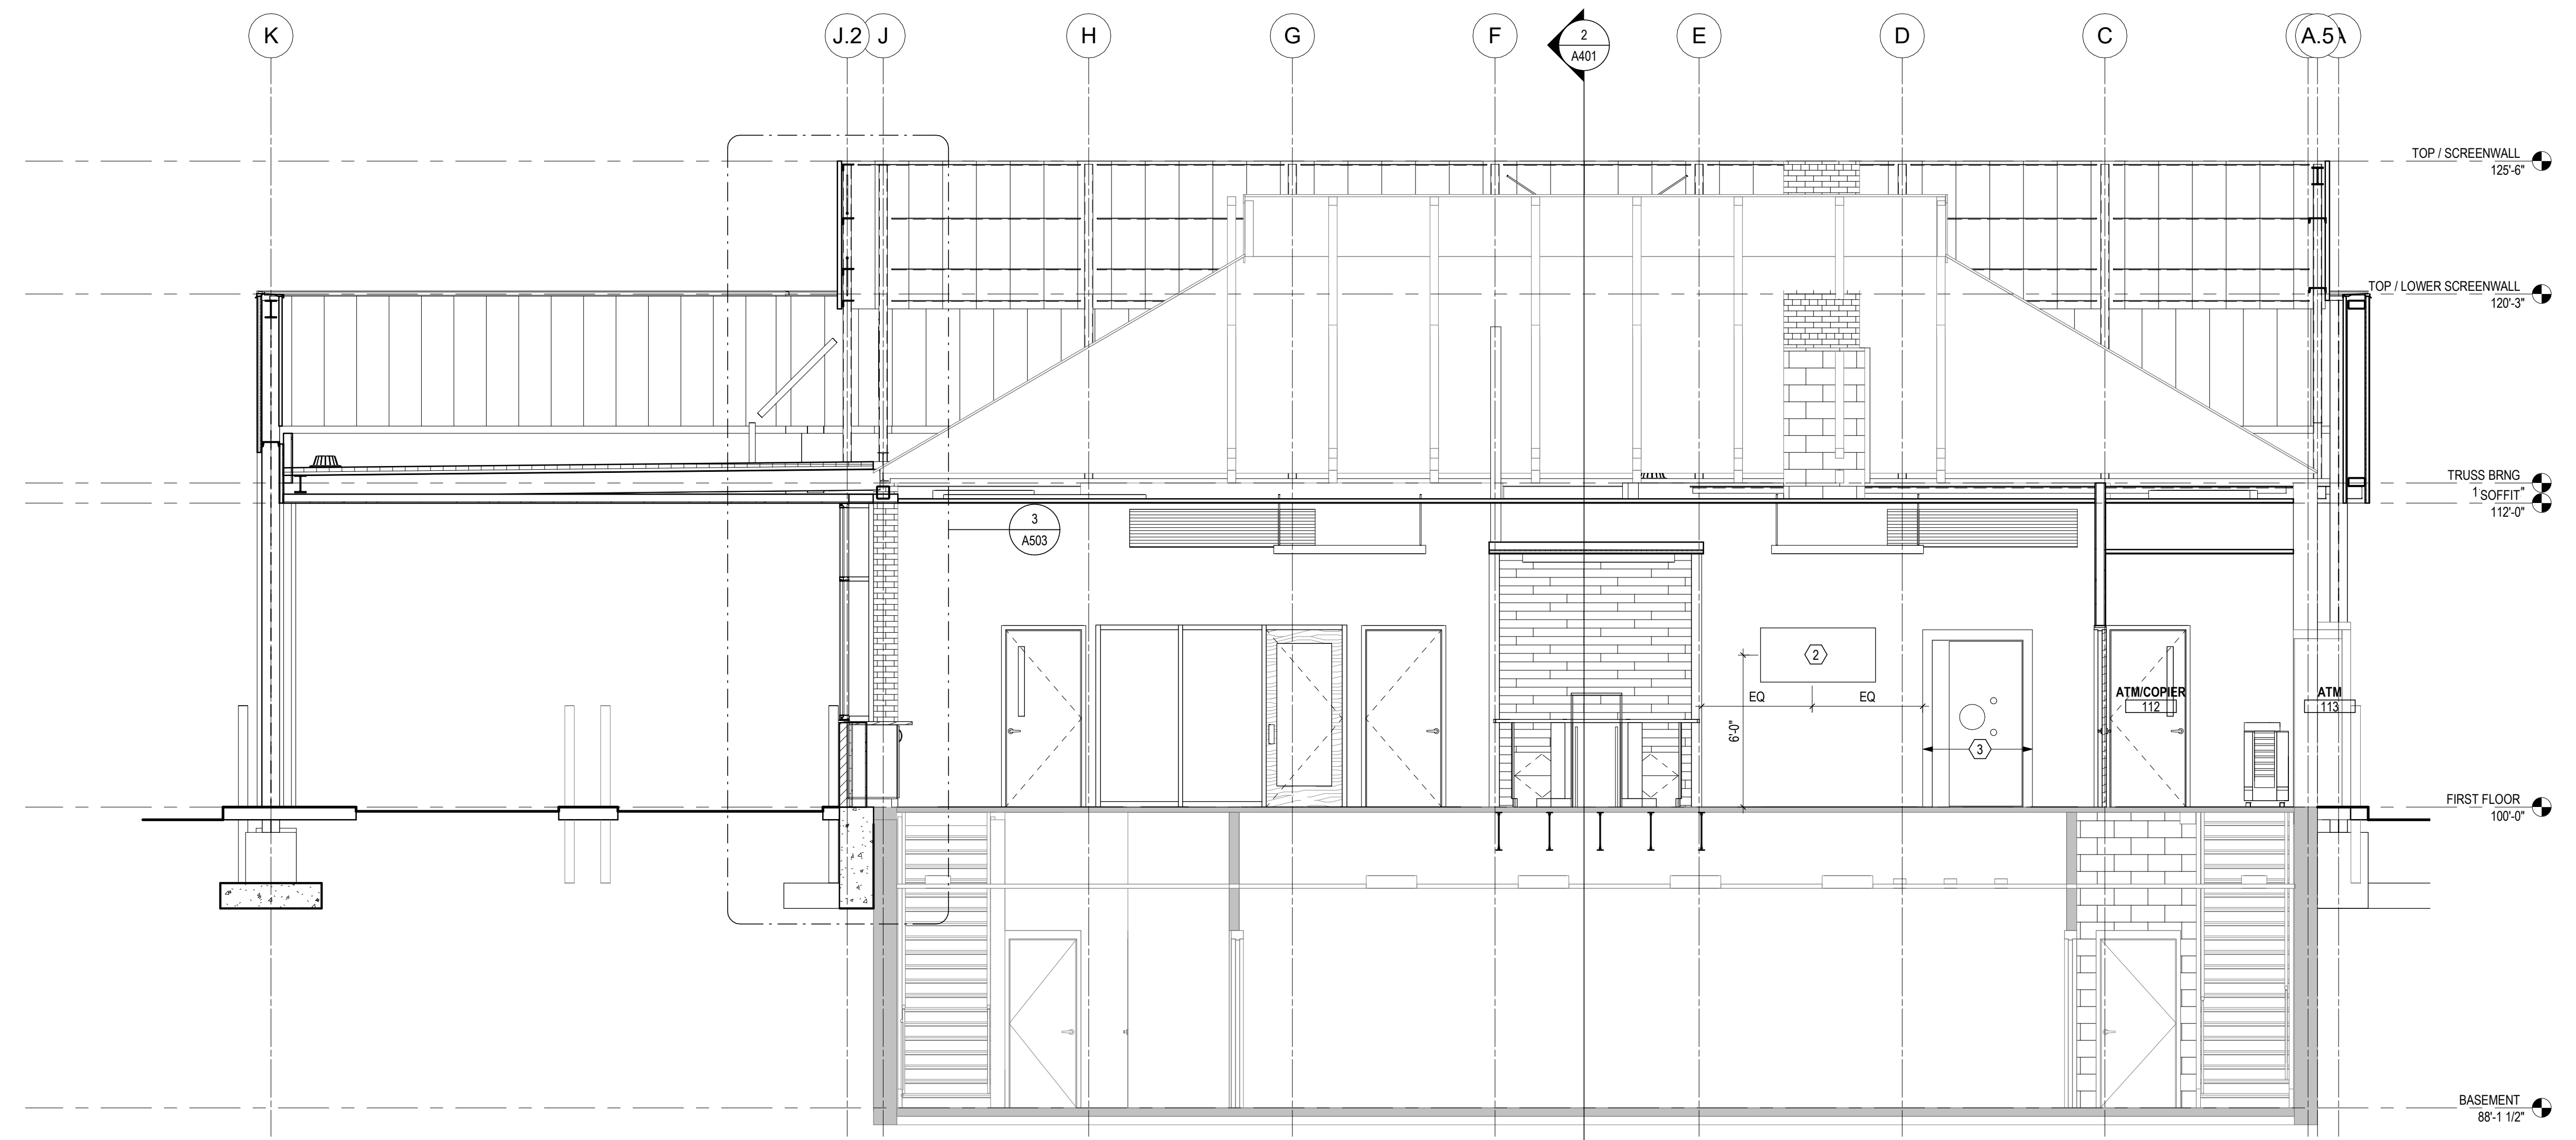 K
J.2
J
H
G
F
2
A401
E
D
C
A.5
TOP / SCREENWALL
125'-6"
TOP / LOWER SCREENWALL
120'-3"
TRUSS BRNG
SOFFIT
112'-0"
3
A503
2
EQ
EQ
6'-0"
3
ATM/COPIER
112
ATM
113
FIRST FLOOR
100'-0"
BASEMENT
88'-1 1/2"